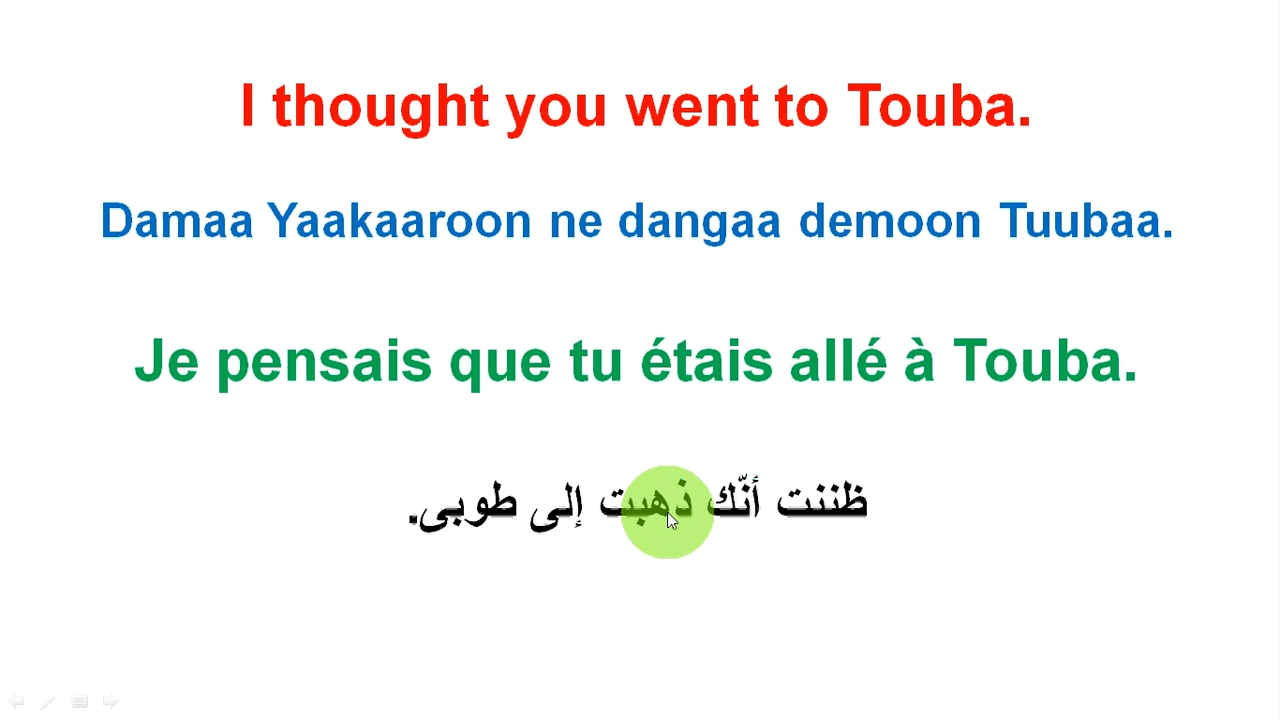 I thought you went to Touba.
Damaa Yaakaaroon ne dangaa demoon Tuubaa.
Je pensais que tu étais allé à Touba.
ظننت أنّك ذهبت إلى طوبى.